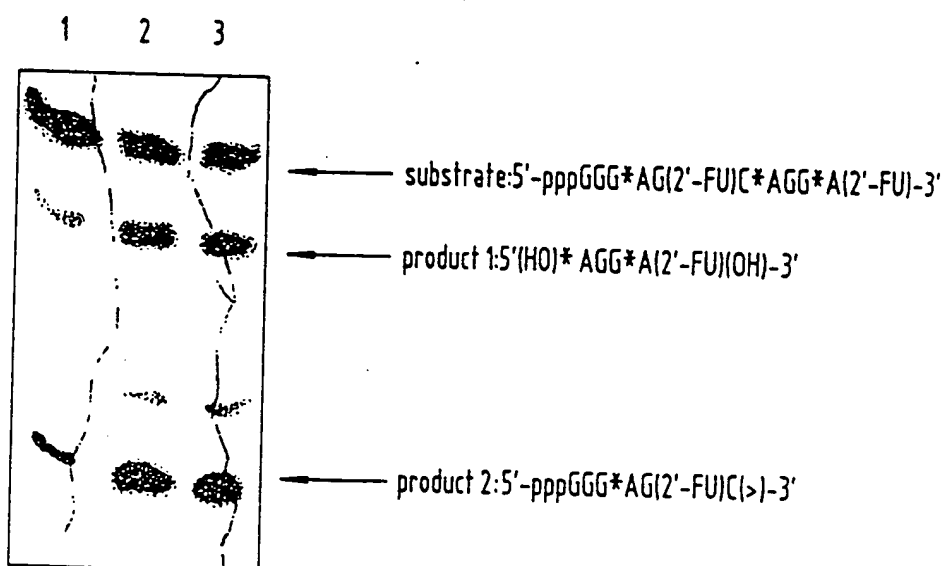 1 2 3
substrate:5'-pppGGG*AG(2'-FU)C*AGG*A(2'-FU)-3'
product 1:5'(HO)* AGG*A(2'-FU)(OH)-3'
product 2:5'-pppGGG*AG(2'-FU)C(>)-3'